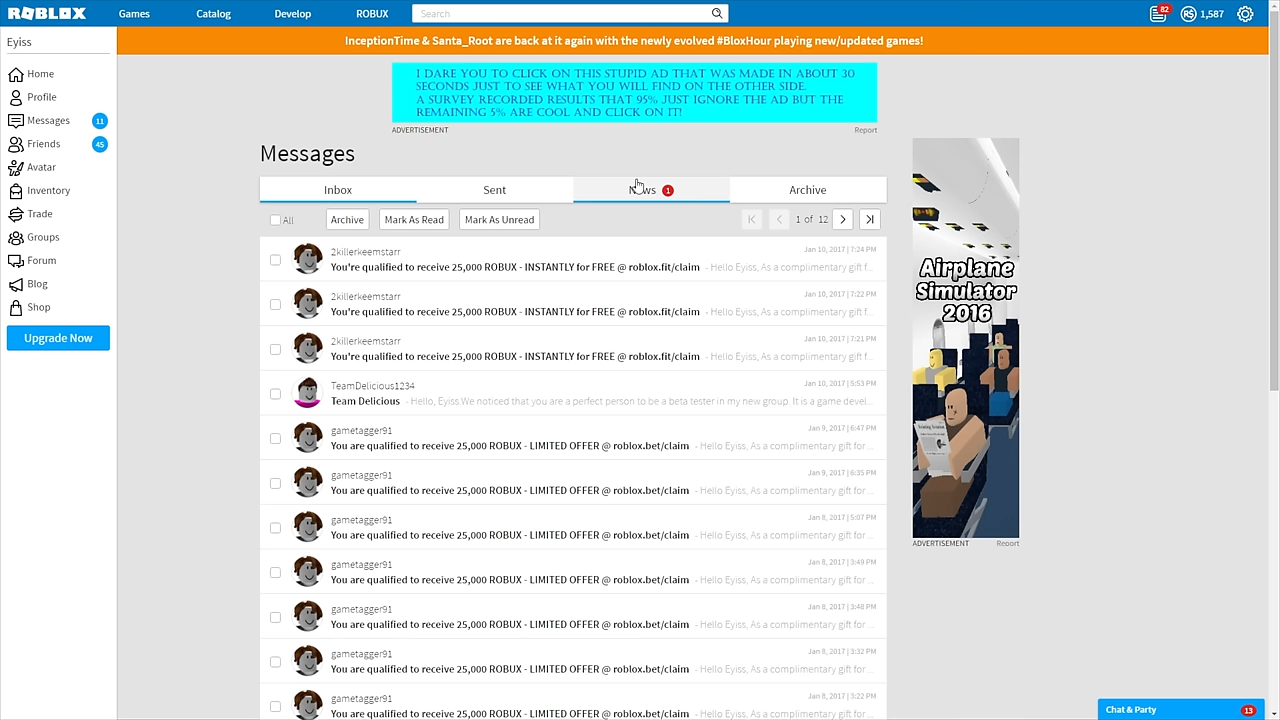 ROBLOX
Games
Catalog
Develop
ROBUX
Search
82
R$ 1,587
Eyiss
InceptionTime & Santa_Root are back at it again with the newly evolved #BloxHour playing new/updated games!
Home
Profile
Messages 11
Friends 45
Avatar
Inventory
Trade
Groups
Forum
Blog
Shop
Upgrade Now
I DARE YOU TO CLICK ON THIS STUPID AD THAT WAS MADE IN ABOUT 30
SECONDS JUST TO SEE WHAT YOU WILL FIND ON THE OTHER SIDE.
A SURVEY RECORDED RESULTS THAT 95% JUST IGNORE THE AD BUT THE
REMAINING 5% ARE COOL AND CLICK ON IT!
ADVERTISEMENT
Report
Messages
Inbox
Sent
News 1
Archive
All
Archive
Mark As Read
Mark As Unread
1 of 12
2killerkeemstarr
Jan 10, 2017 | 7:24 PM
You're qualified to receive 25,000 ROBUX - INSTANTLY for FREE @ roblox.fit/claim - Hello Eyiss, As a complimentary gift f...
2killerkeemstarr
Jan 10, 2017 | 7:22 PM
You're qualified to receive 25,000 ROBUX - INSTANTLY for FREE @ roblox.fit/claim - Hello Eyiss, As a complimentary gift f...
2killerkeemstarr
Jan 10, 2017 | 7:21 PM
You're qualified to receive 25,000 ROBUX - INSTANTLY for FREE @ roblox.fit/claim - Hello Eyiss, As a complimentary gift f...
TeamDelicious1234
Jan 10, 2017 | 5:53 PM
Team Delicious - Hello, Eyiss.We noticed that you are a perfect person to be a beta tester in my new group. It is a game devel...
gametagger91
Jan 9, 2017 | 6:47 PM
You are qualified to receive 25,000 ROBUX - LIMITED OFFER @ roblox.bet/claim - Hello Eyiss, As a complimentary gift for ...
gametagger91
Jan 9, 2017 | 6:35 PM
You are qualified to receive 25,000 ROBUX - LIMITED OFFER @ roblox.bet/claim - Hello Eyiss, As a complimentary gift for ...
gametagger91
Jan 8, 2017 | 5:07 PM
You are qualified to receive 25,000 ROBUX - LIMITED OFFER @ roblox.bet/claim - Hello Eyiss, As a complimentary gift for ...
gametagger91
Jan 8, 2017 | 3:49 PM
You are qualified to receive 25,000 ROBUX - LIMITED OFFER @ roblox.bet/claim - Hello Eyiss, As a complimentary gift for ...
gametagger91
Jan 8, 2017 | 3:48 PM
You are qualified to receive 25,000 ROBUX - LIMITED OFFER @ roblox.bet/claim - Hello Eyiss, As a complimentary gift for ...
gametagger91
Jan 8, 2017 | 3:32 PM
You are qualified to receive 25,000 ROBUX - LIMITED OFFER @ roblox.bet/claim - Hello Eyiss, As a complimentary gift for ...
gametagger91
Jan 8, 2017 | 3:22 PM
You are qualified to receive 25,000 ROBUX - LIMITED OFFER @ roblox.bet/claim - Hello Eyiss, As a complimentary gift for ...
Airplane
Simulator
2016
ADVERTISEMENT
Report
Chat & Party 13